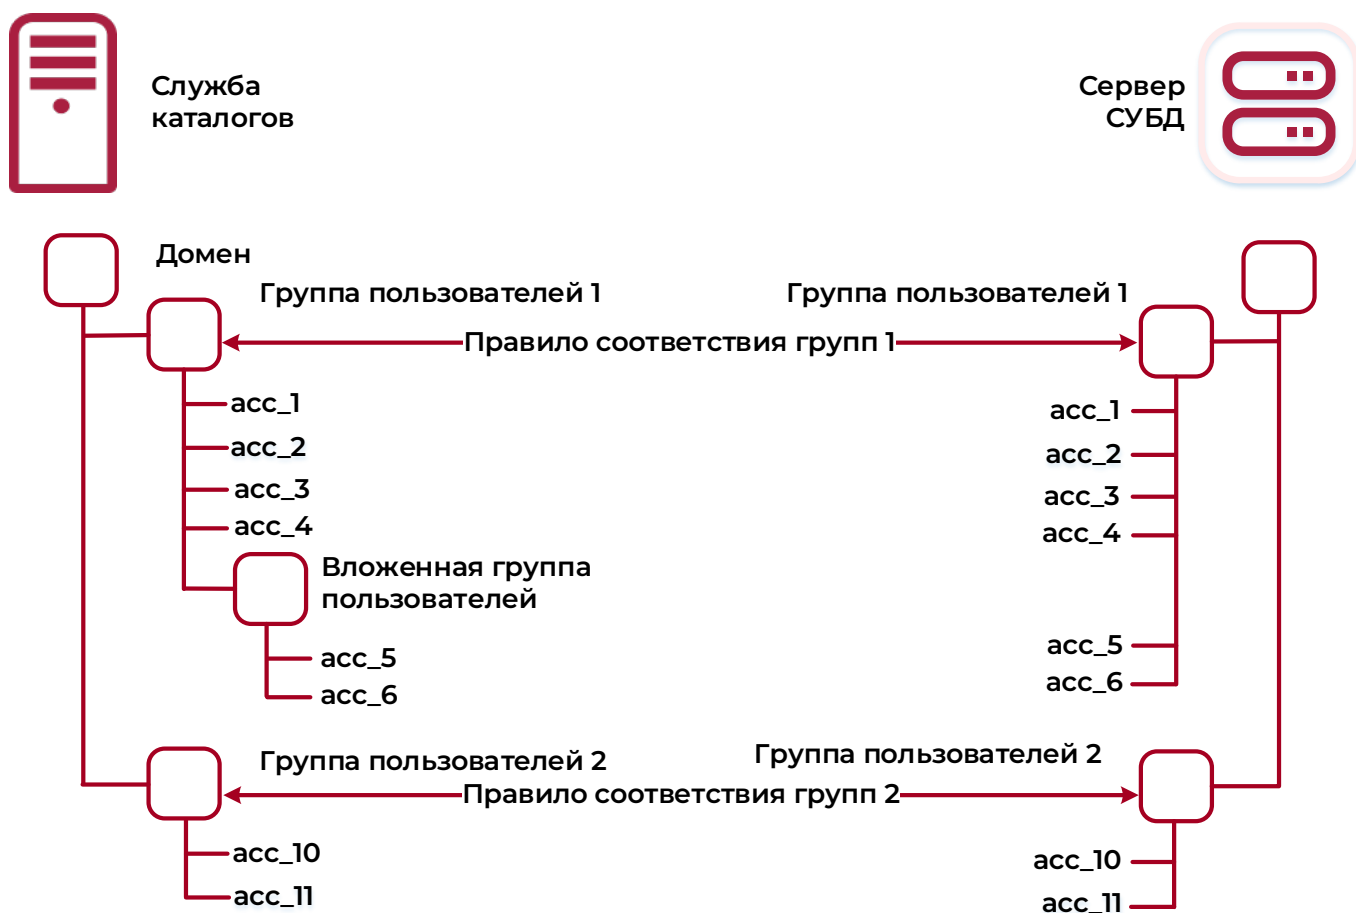 Служба
каталогов
Сервер
СУБД
Домен
Группа пользователей 1
Группа пользователей 1
Правило соответствия групп 1
acc_1
acc_2
acc_3
acc_4
Вложенная группа
пользователей
acc_5
acc_6
acc_1
acc_2
acc_3
acc_4
acc_5
acc_6
Группа пользователей 2
Группа пользователей 2
Правило соответствия групп 2
acc_10
acc_11
acc_10
acc_11